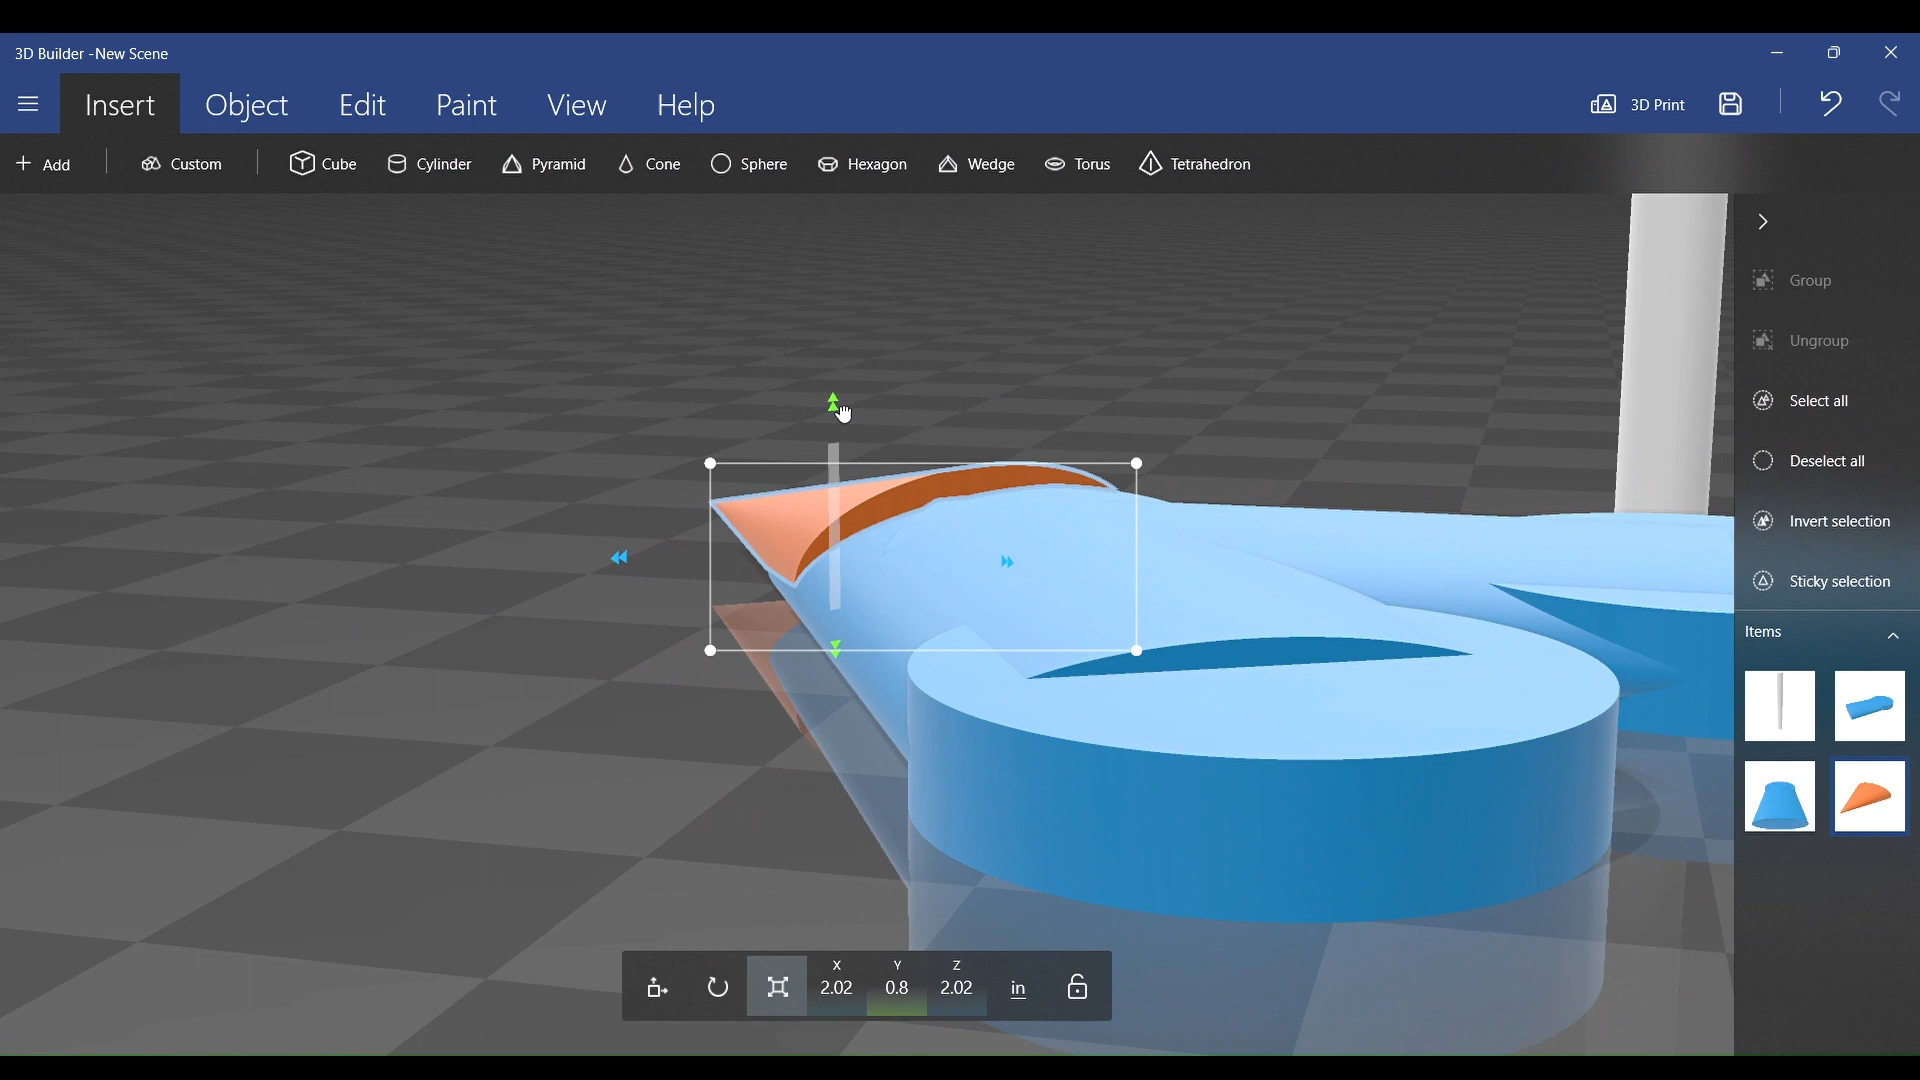 3D Builder -New Scene
Insert Object Edit Paint View Help
3D Print
Add Custom Cube Cylinder Pyramid Cone Sphere Hexagon Wedge Torus Tetrahedron
Group
Ungroup
Select all
Deselect all
Invert selection
Sticky selection
Items
X Y Z
2.02 0.8 2.02 in